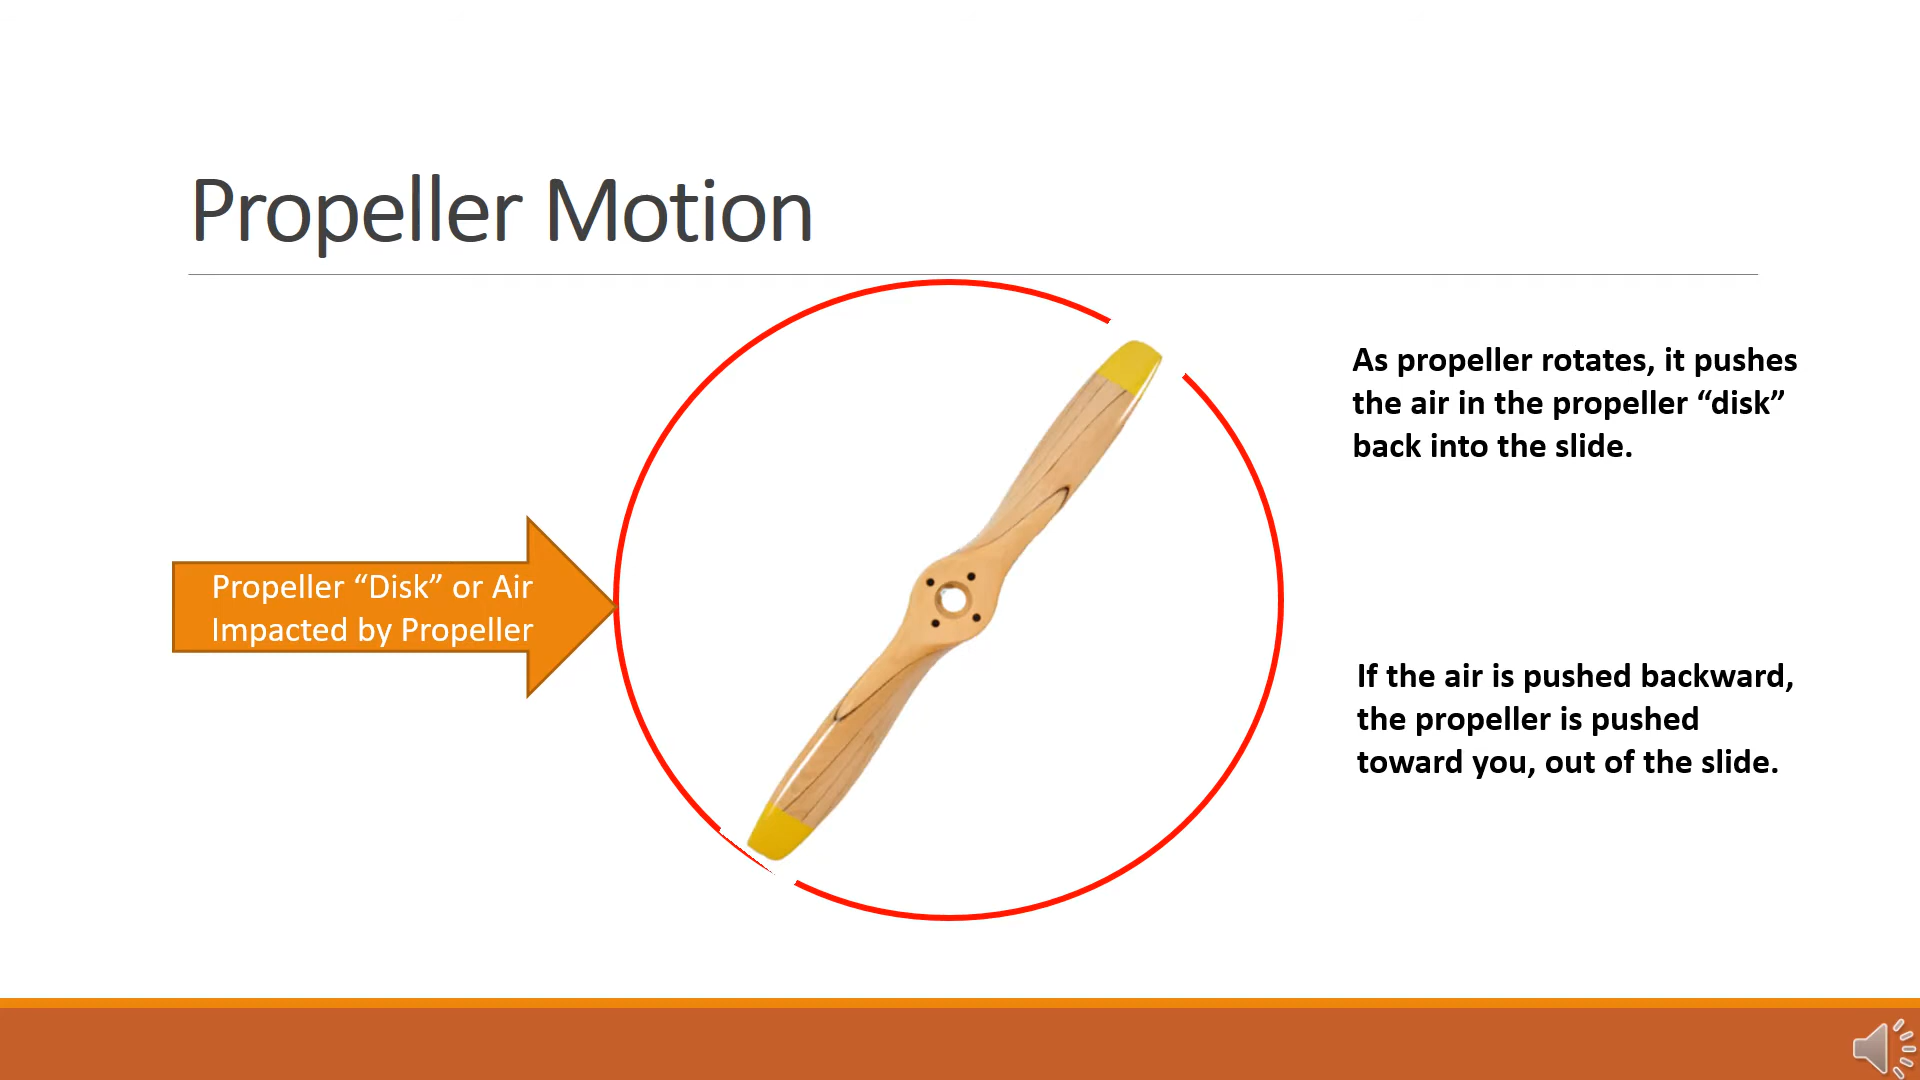 Propeller Motion
As propeller rotates, it pushes
the air in the propeller “disk”
back into the slide.
Propeller “Disk” or Air
Impacted by Propeller
If the air is pushed backward,
the propeller is pushed
toward you, out of the slide.